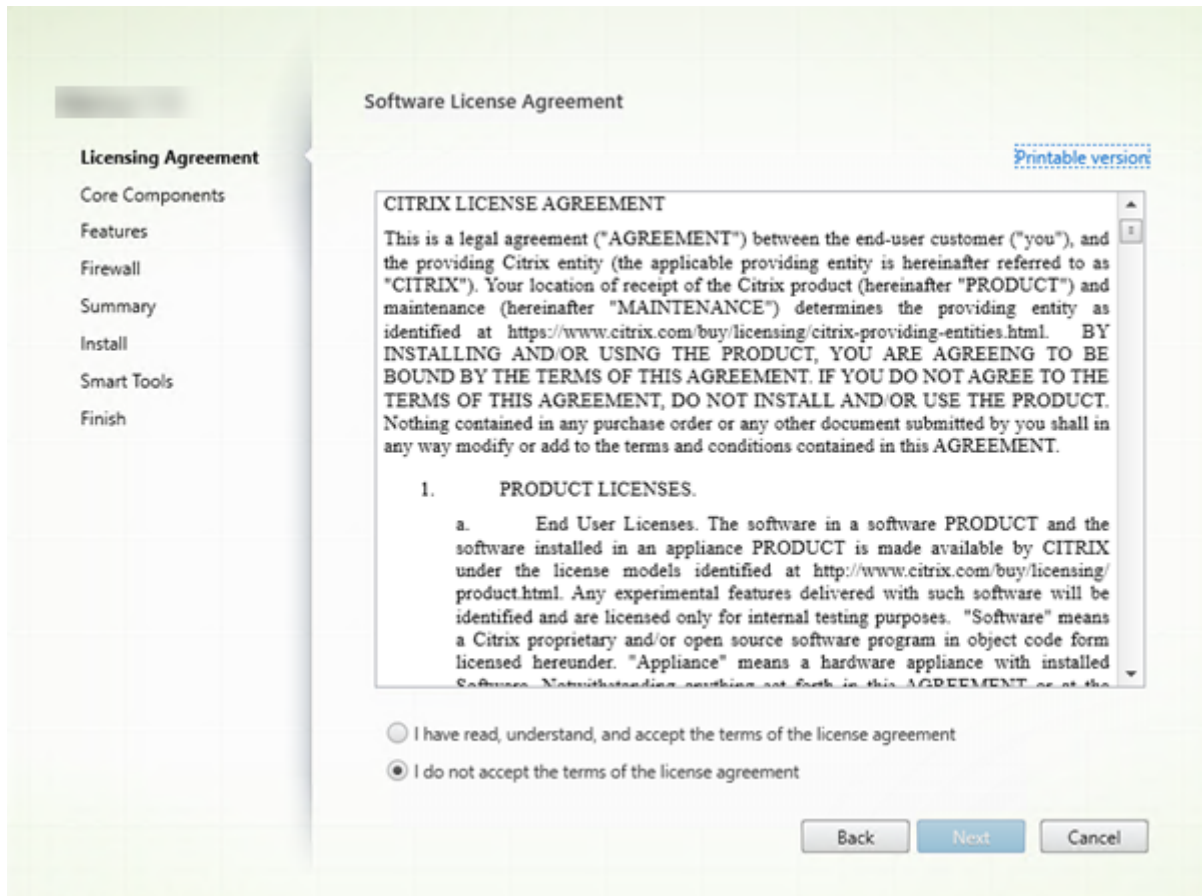 Software License Agreement
Licensing Agreement
Core Components
Features
Firewall
Summary
Install
Smart Tools
Finish
Printable version
CITRIX LICENSE AGREEMENT
This is a legal agreement ("AGREEMENT") between the end-user customer ("you"), and
the providing Citrix entity (the applicable providing entity is hereinafter referred to as
"CITRIX"). Your location of receipt of the Citrix product (hereinafter "PRODUCT") and
maintenance (hereinafter "MAINTENANCE") determines the providing entity as
identified at https://www.citrix.com/buy/licensing/citrix-providing-entities.html. BY
INSTALLING AND/OR USING THE PRODUCT, YOU ARE AGREEING TO BE
BOUND BY THE TERMS OF THIS AGREEMENT. IF YOU DO NOT AGREE TO THE
TERMS OF THIS AGREEMENT, DO NOT INSTALL AND/OR USE THE PRODUCT.
Nothing contained in any purchase order or any other document submitted by you shall in
any way modify or add to the terms and conditions contained in this AGREEMENT.
1. PRODUCT LICENSES.
a. End User Licenses. The software in a software PRODUCT and the
software installed in an appliance PRODUCT is made available by CITRIX
under the license models identified at http://www.citrix.com/buy/licensing/
product.html. Any experimental features delivered with such software will be
identified and are licensed only for internal testing purposes. "Software" means
a Citrix proprietary and/or open source software program in object code form
licensed hereunder. "Appliance" means a hardware appliance with installed
Software. Notwithstanding anything set forth in this AGREEMENT or at the
I have read, understand, and accept the terms of the license agreement
I do not accept the terms of the license agreement
Back
Next
Cancel